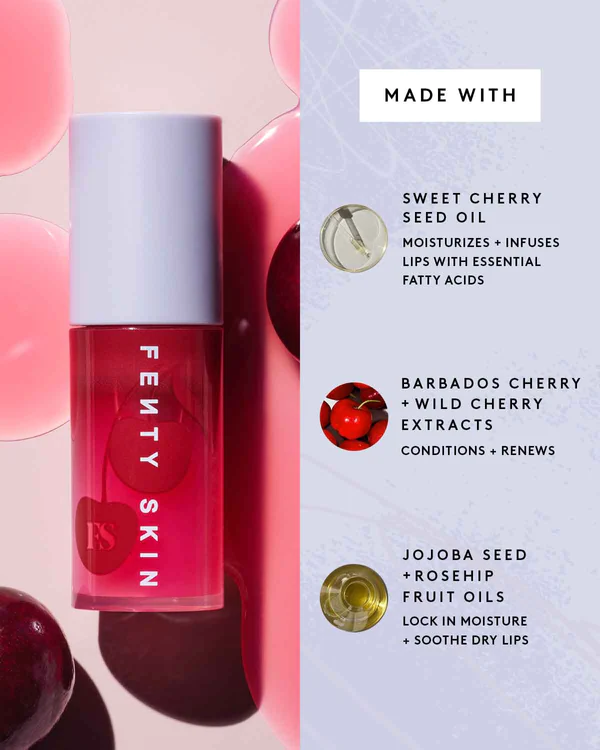 FENTY SKIN
FS
MADE WITH
SWEET CHERRY
SEED OIL
MOISTURIZES + INFUSES
LIPS WITH ESSENTIAL
FATTY ACIDS
BARBADOS CHERRY
+ WILD CHERRY
EXTRACTS
CONDITIONS + RENEWS
JOJOBA SEED
+ROSEHIP
FRUIT OILS
LOCK IN MOISTURE
+ SOOTHE DRY LIPS